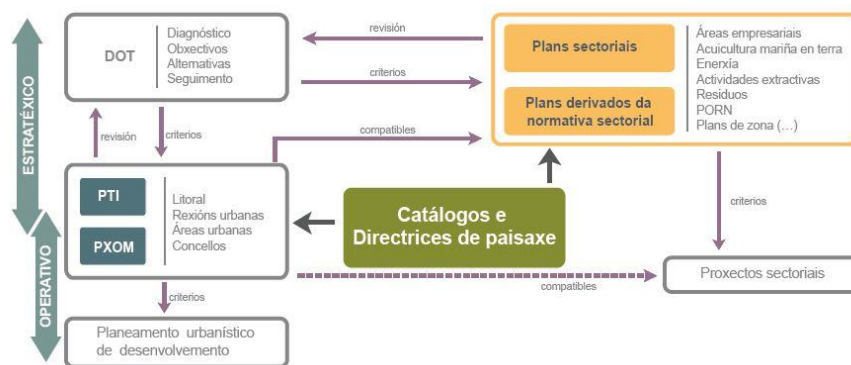 ESTRATÉXICO
OPERATIVO
DOT
Diagnóstico
Obxectivos
Alternativas
Seguimento
revisión
criterios
Plans sectoriais
Plans derivados da
normativa sectorial
Áreas empresariais
Acuicultura mariña en terra
Enerxía
Actividades extractivas
Residuos
PORN
Plans de zona (...)
revisión
criterios
compatibles
PTI
PXOM
Litoral
Rexións urbanas
Áreas urbanas
Concellos
Catálogos e
Directrices de paisaxe
criterios
Proxectos sectoriais
compatibles
criterios
Planeamento urbanístico
de desenvolvemento